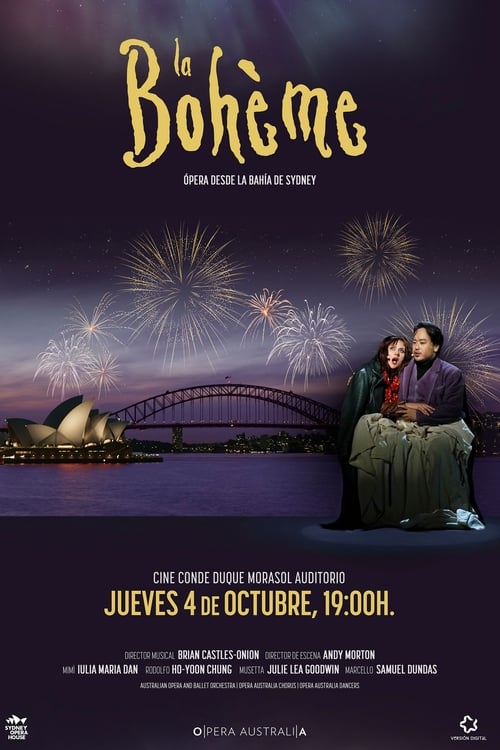 la
Bohème
ÓPERA DESDE LA BAHÍA DE SYDNEY
CINE CONDE DUQUE MORASOL AUDITORIO
JUEVES 4 DE OCTUBRE, 19:00H.
DIRECTOR MUSICAL BRIAN CASTLES-ONION DIRECTOR DE ESCENA ANDY MORTON
MIMÌ IULIA MARIA DAN RODOLFO HO-YOON CHUNG MUSETTA JULIE LEA GOODWIN MARCELLO SAMUEL DUNDAS
AUSTRALIAN OPERA AND BALLET ORCHESTRA | OPERA AUSTRALIA CHORUS | OPERA AUSTRALIA DANCERS
SYDNEY
OPERA
HOUSE
O|PERA AUSTRALI|A
VERSIÓN DIGITAL